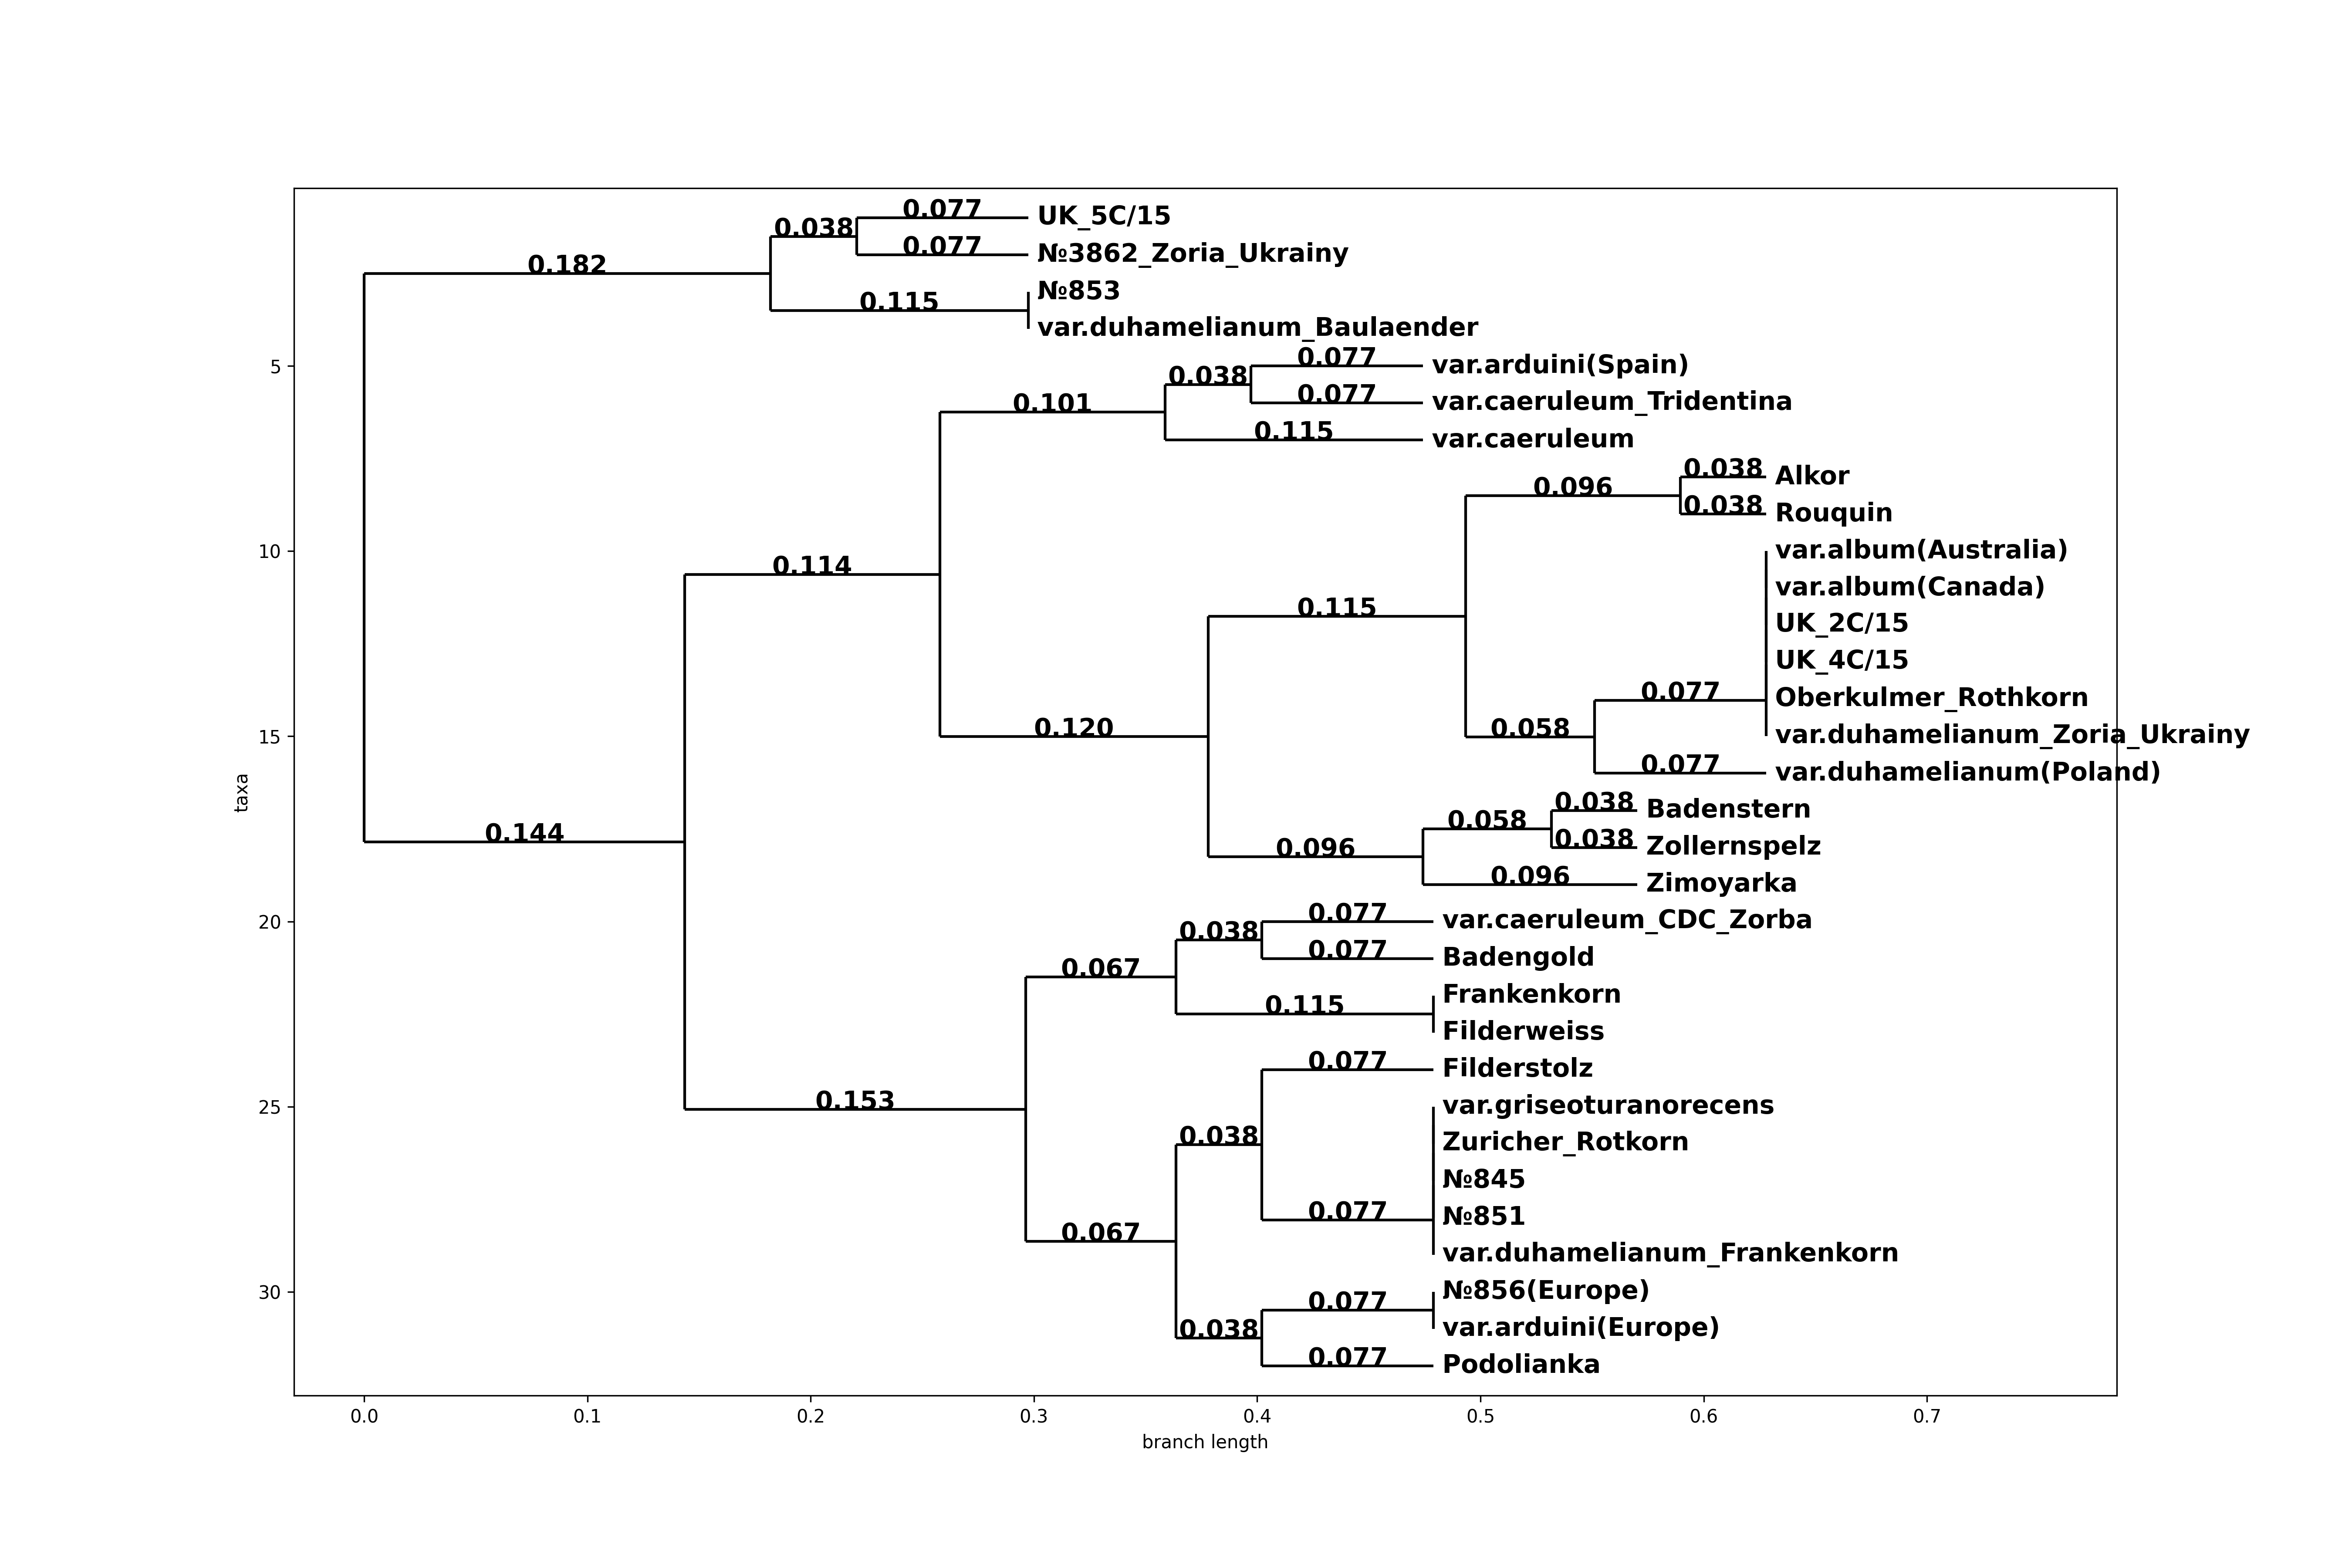 0.077 UK_5C/15
0.038
0.077 №3862_Zoria_Ukrainy
0.182
№853
0.115
var.duhamelianum_Baulaender
0.077 var.arduini(Spain)
5
0.038
0.077 var.caeruleum_Tridentina
0.101
0.115 var.caeruleum
0.038 Alkor
0.096
0.038 Rouquin
10 var.album(Australia)
0.114
var.album(Canada)
0.115
UK_2C/15
UK_4C/15
0.077 Oberkulmer_Rothkorn
15 0.120 0.058 var.duhamelianum_Zoria_Ukrainy
0.077 var.duhamelianum(Poland)
taxa
0.038 Badenstern
0.058
0.144
0.038 Zollernspelz
0.096
0.096 Zimoyarka
20 0.077 var.caeruleum_CDC_Zorba
0.038
0.077 Badengold
0.067
Frankenkorn
0.115
Filderweiss
0.077 Filderstolz
25 0.153 var.griseoturanorecens
0.038 Zuricher_Rotkorn
№845
0.077 №851
0.067
var.duhamelianum_Frankenkorn
30 №856(Europe)
0.077
0.038 var.arduini(Europe)
0.077 Podolianka
0.0 0.1 0.2 0.3 0.4 0.5 0.6 0.7
branch length